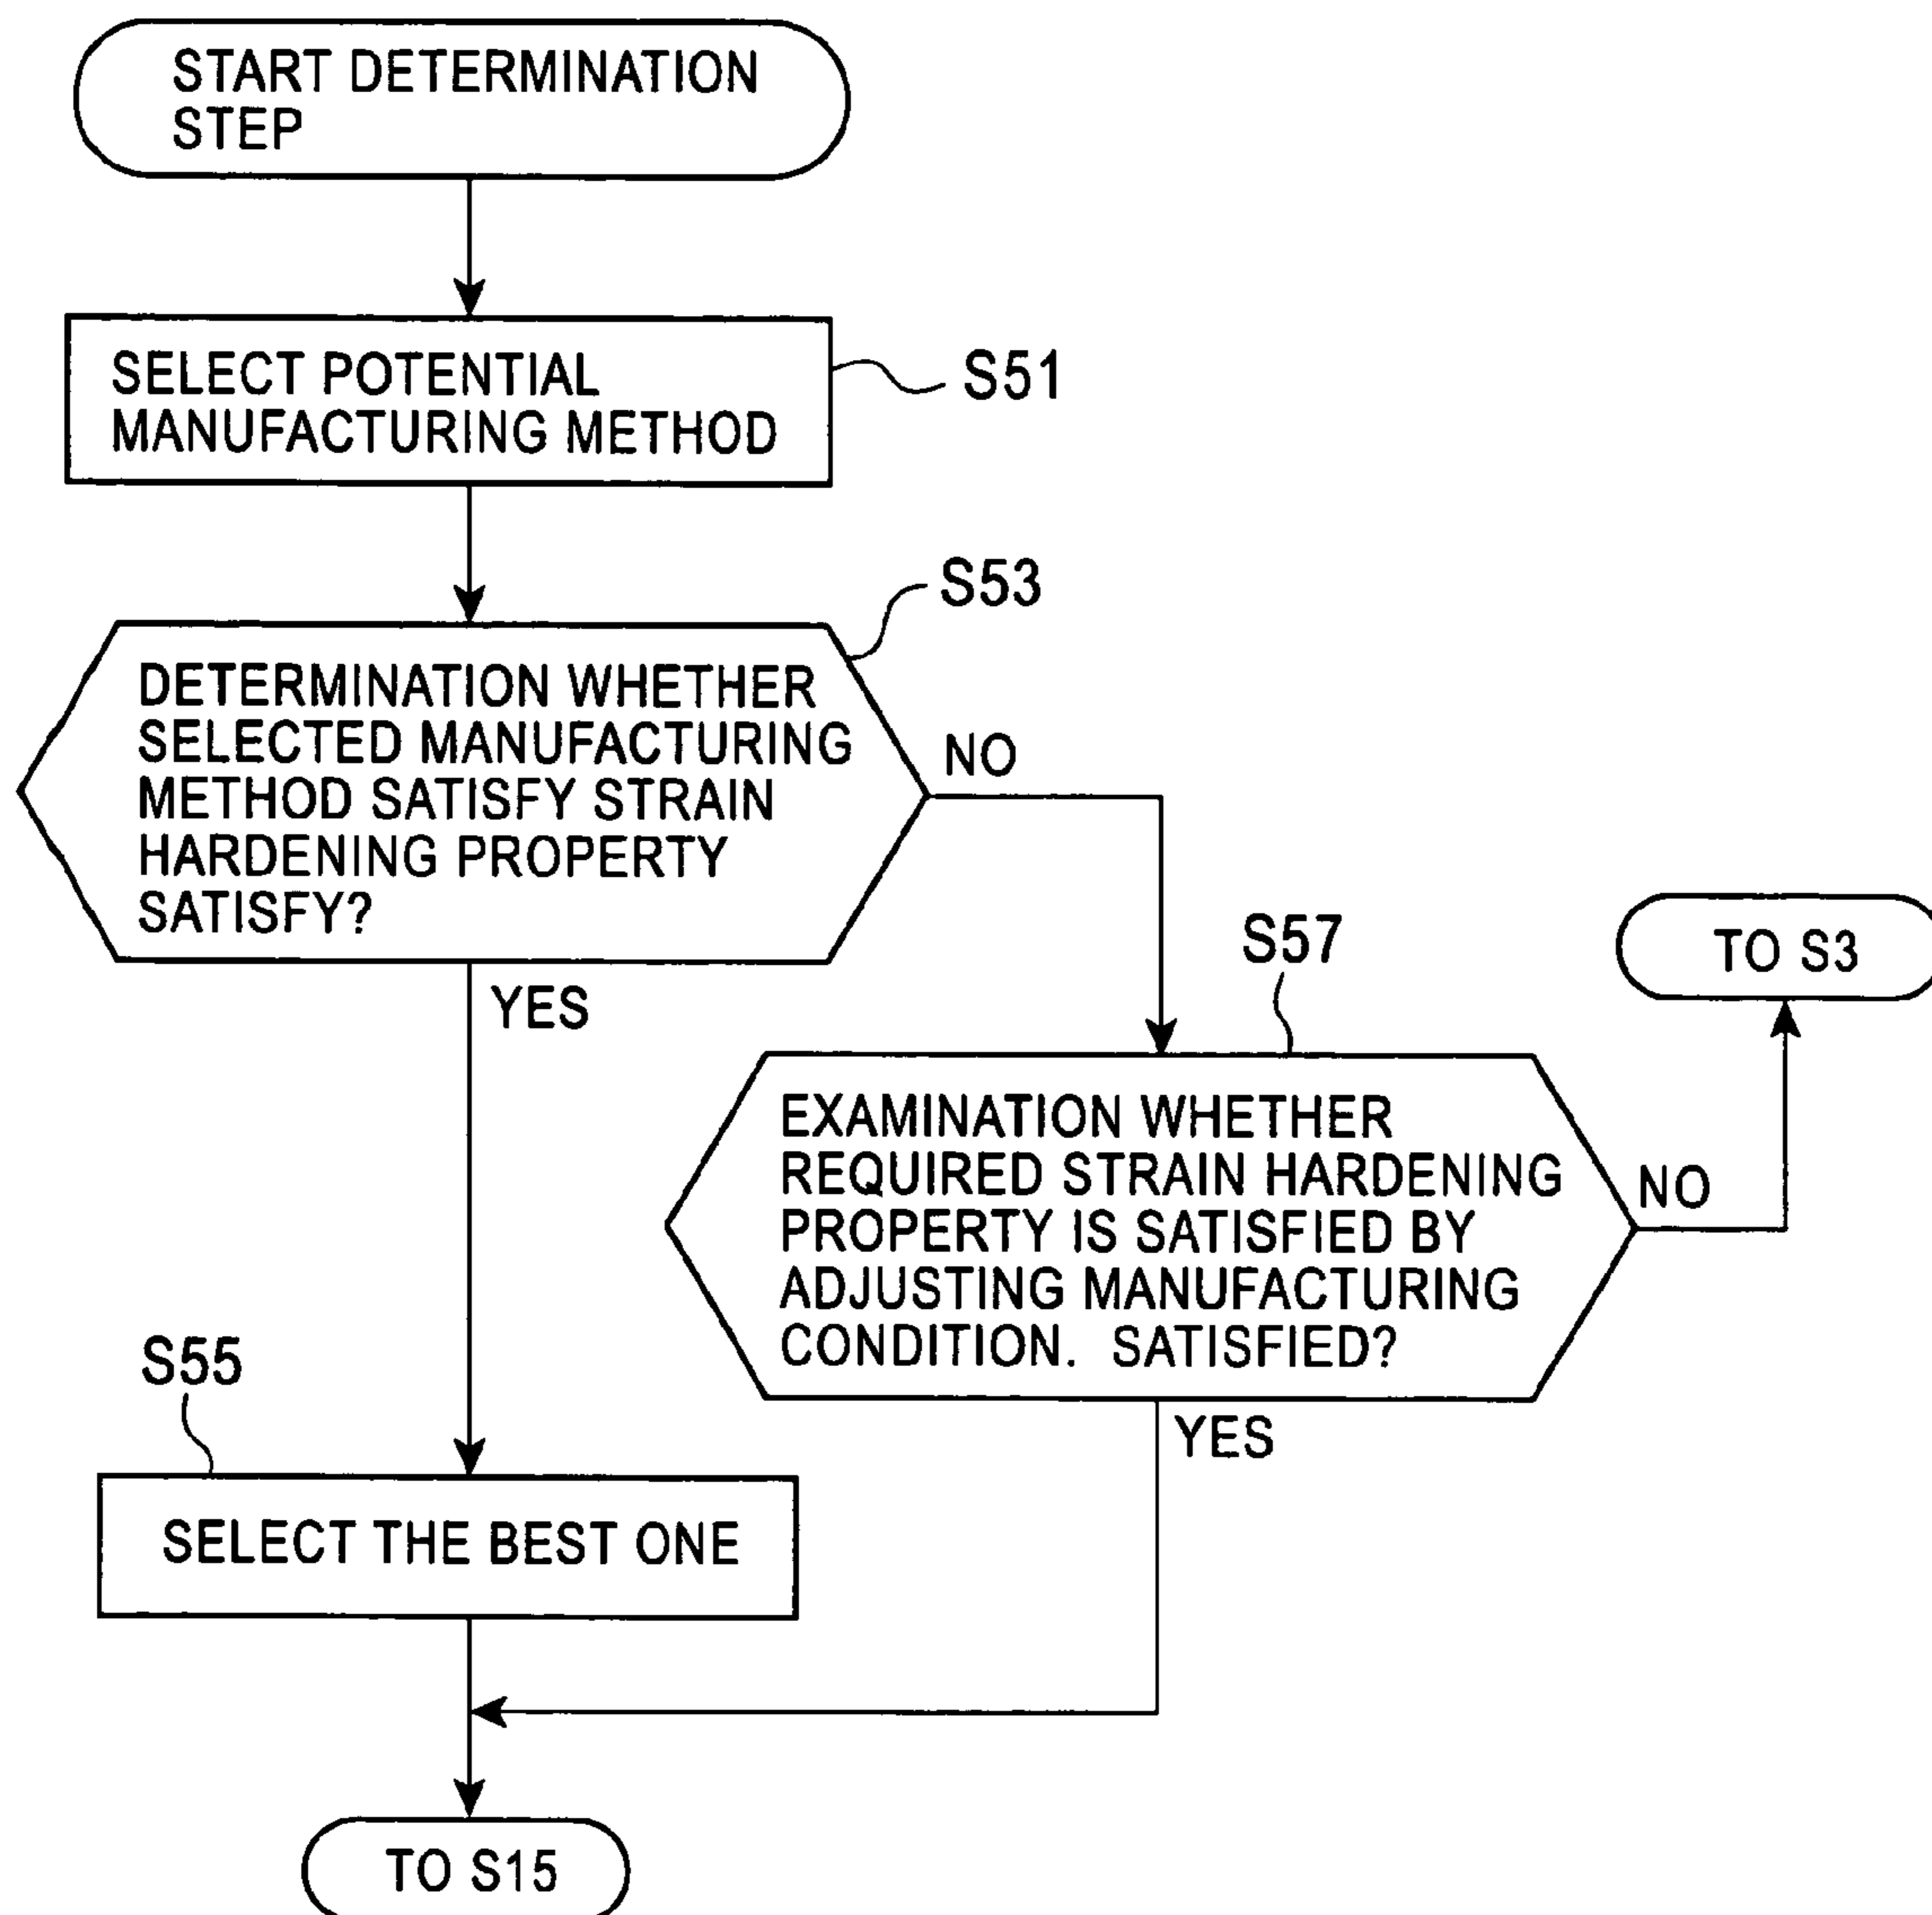 START DETERMINATION
STEP
SELECT POTENTIAL
MANUFACTURING METHOD
S51
S53
DETERMINATION WHETHER
SELECTED MANUFACTURING
METHOD SATISFY STRAIN
HARDENING PROPERTY
SATISFY?
NO
YES
S57
TO S3
EXAMINATION WHETHER
REQUIRED STRAIN HARDENING
PROPERTY IS SATISFIED BY
ADJUSTING MANUFACTURING
CONDITION. SATISFIED?
NO
YES
S55
SELECT THE BEST ONE
TO S15